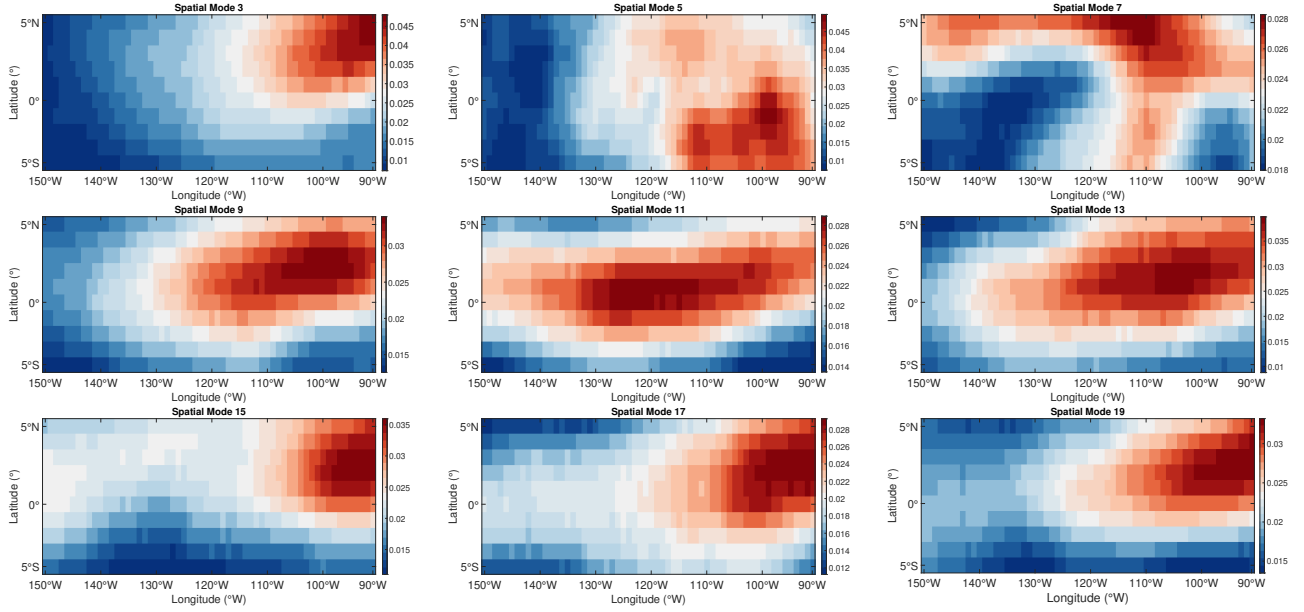 Spatial Mode 3
Spatial Mode 5
Spatial Mode 7
5°N
0°
5°S
Latitude (°)
150°W 140°W 130°W 120°W 110°W 100°W 90°W
Longitude (°W)
0.045
0.04
0.035
0.03
0.025
0.02
0.015
0.01
5°N
0°
5°S
Latitude (°)
150°W 140°W 130°W 120°W 110°W 100°W 90°W
Longitude (°W)
0.045
0.04
0.035
0.03
0.025
0.02
0.015
0.01
5°N
0°
5°S
Latitude (°)
150°W 140°W 130°W 120°W 110°W 100°W 90°W
Longitude (°W)
0.028
0.026
0.024
0.022
0.02
0.018
Spatial Mode 9
Spatial Mode 11
Spatial Mode 13
5°N
0°
5°S
Latitude (°)
150°W 140°W 130°W 120°W 110°W 100°W 90°W
Longitude (°W)
0.03
0.025
0.02
0.015
5°N
0°
5°S
Latitude (°)
150°W 140°W 130°W 120°W 110°W 100°W 90°W
Longitude (°W)
0.028
0.026
0.024
0.022
0.02
0.018
0.016
0.014
5°N
0°
5°S
Latitude (°)
150°W 140°W 130°W 120°W 110°W 100°W 90°W
Longitude (°W)
0.035
0.03
0.025
0.02
0.015
0.01
Spatial Mode 15
Spatial Mode 17
Spatial Mode 19
5°N
0°
5°S
Latitude (°)
150°W 140°W 130°W 120°W 110°W 100°W 90°W
Longitude (°W)
0.035
0.03
0.025
0.02
0.015
5°N
0°
5°S
Latitude (°)
150°W 140°W 130°W 120°W 110°W 100°W 90°W
Longitude (°W)
0.028
0.026
0.024
0.022
0.02
0.018
0.016
0.014
0.012
5°N
0°
5°S
Latitude (°)
150°W 140°W 130°W 120°W 110°W 100°W 90°W
Longitude (°W)
0.03
0.025
0.02
0.015